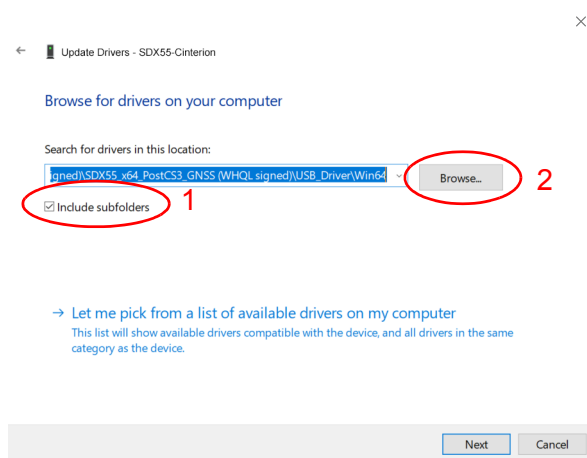 Update Drivers - SDX55-Cinterion
Browse for drivers on your computer
Search for drivers in this location:
igned)\SDX55_x64_PostCS3_GNSS (WHQL signed)\USB_Driver\Win64
Browse...
2
Include subfolders
1
→ Let me pick from a list of available drivers on my computer
This list will show available drivers compatible with the device, and all drivers in the same
category as the device.
Next
Cancel